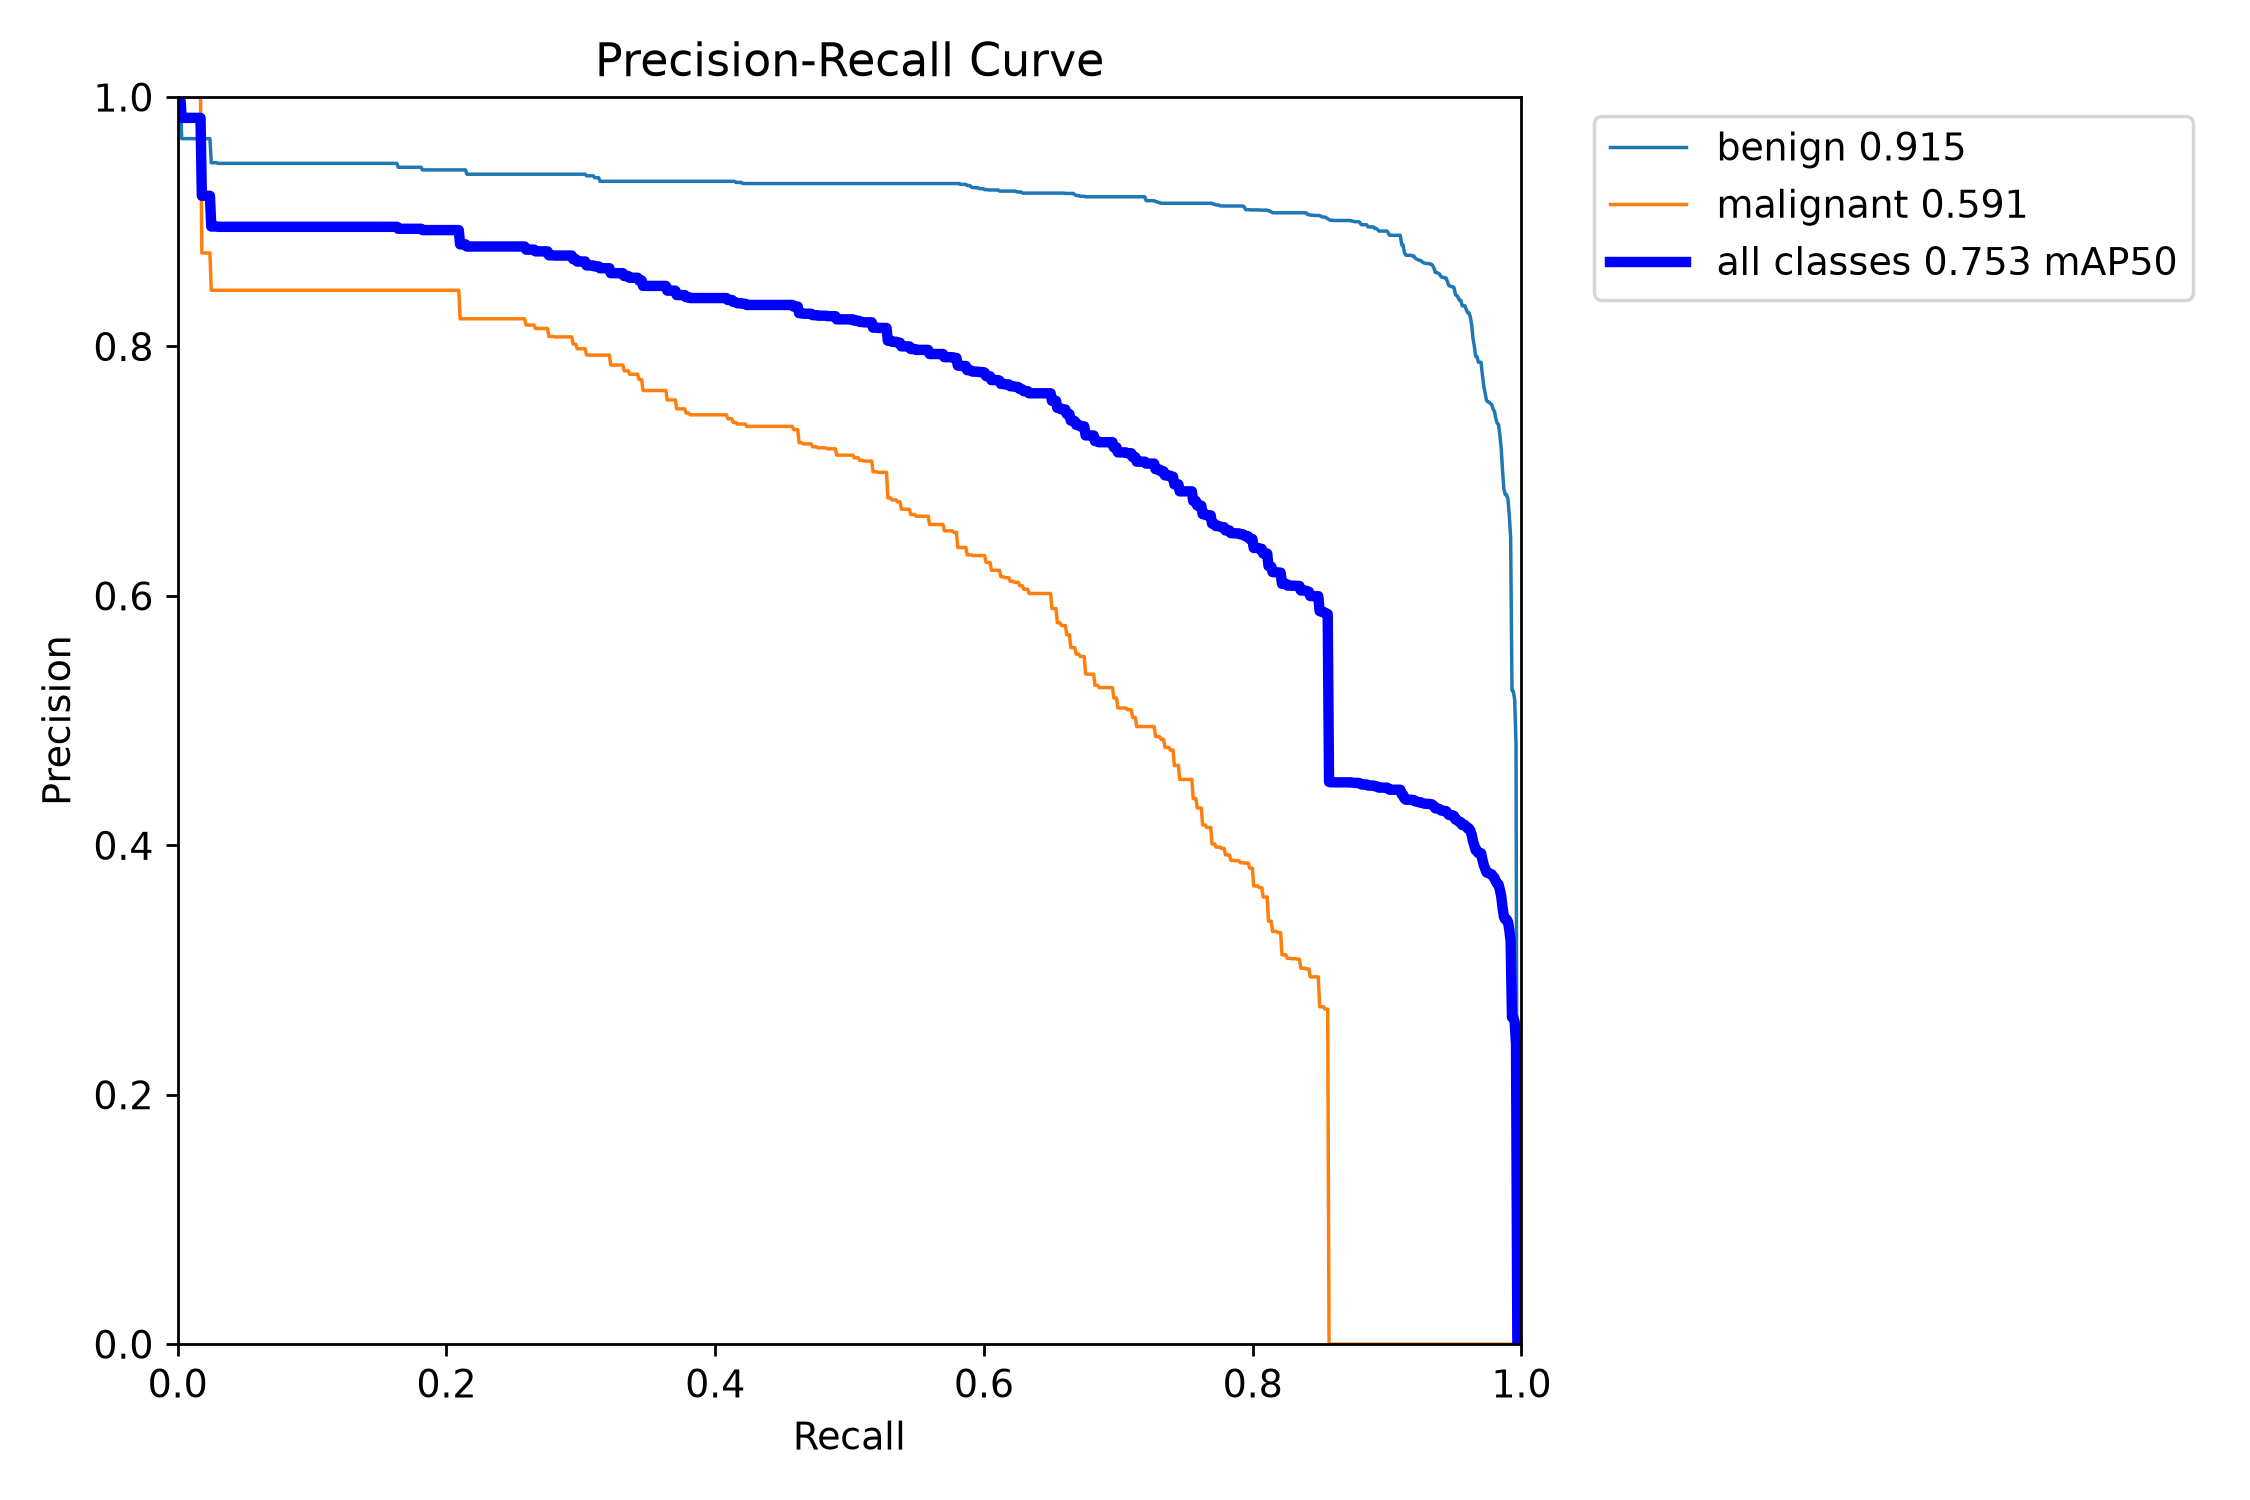 Precision-Recall Curve
1.0
0.8
0.6
0.4
0.2
0.0
Precision
0.0 0.2 0.4 0.6 0.8 1.0
Recall
benign 0.915
malignant 0.591
all classes 0.753 mAP50